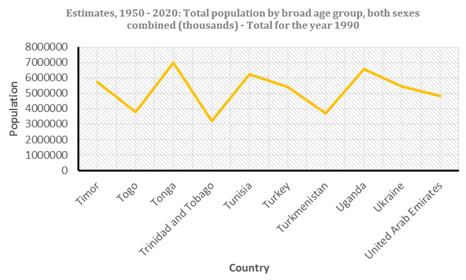 Estimates, 1950 - 2020: Total population by broad age group, both sexes
combined (thousands) - Total for the year 1990
8000000
7000000
6000000
5000000
4000000
3000000
2000000
1000000
0
Population
Timor
Togo
Tonga
Trinidad and Tobago
Tunisia
Turkey
Turkmenistan
Uganda
Ukraine
United Arab Emirates
Country